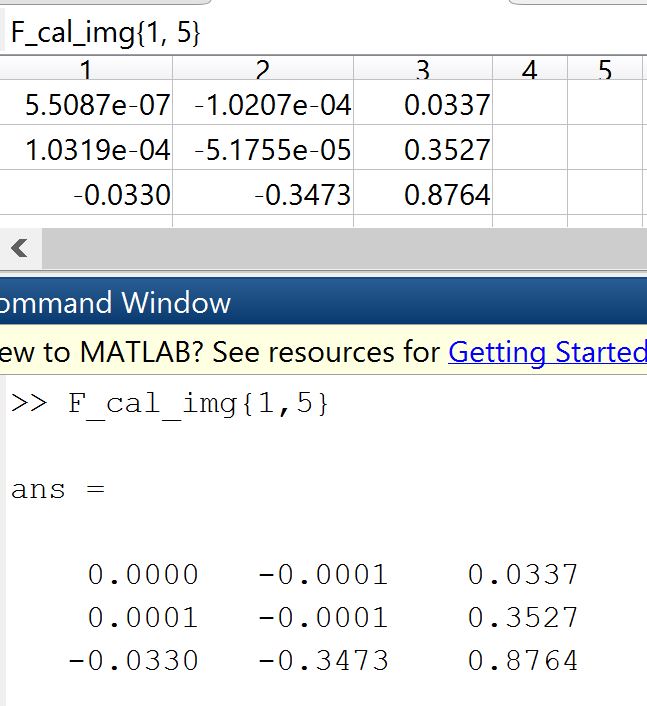 F_cal_img{1, 5}
1 2 3 4 5
5.5087e-07 -1.0207e-04 0.0337
1.0319e-04 -5.1755e-05 0.3527
-0.0330 -0.3473 0.8764
ommand Window
ew to MATLAB? See resources for Getting Started
>> F_cal_img{1,5}
ans =
0.0000 -0.0001 0.0337
0.0001 -0.0001 0.3527
-0.0330 -0.3473 0.8764